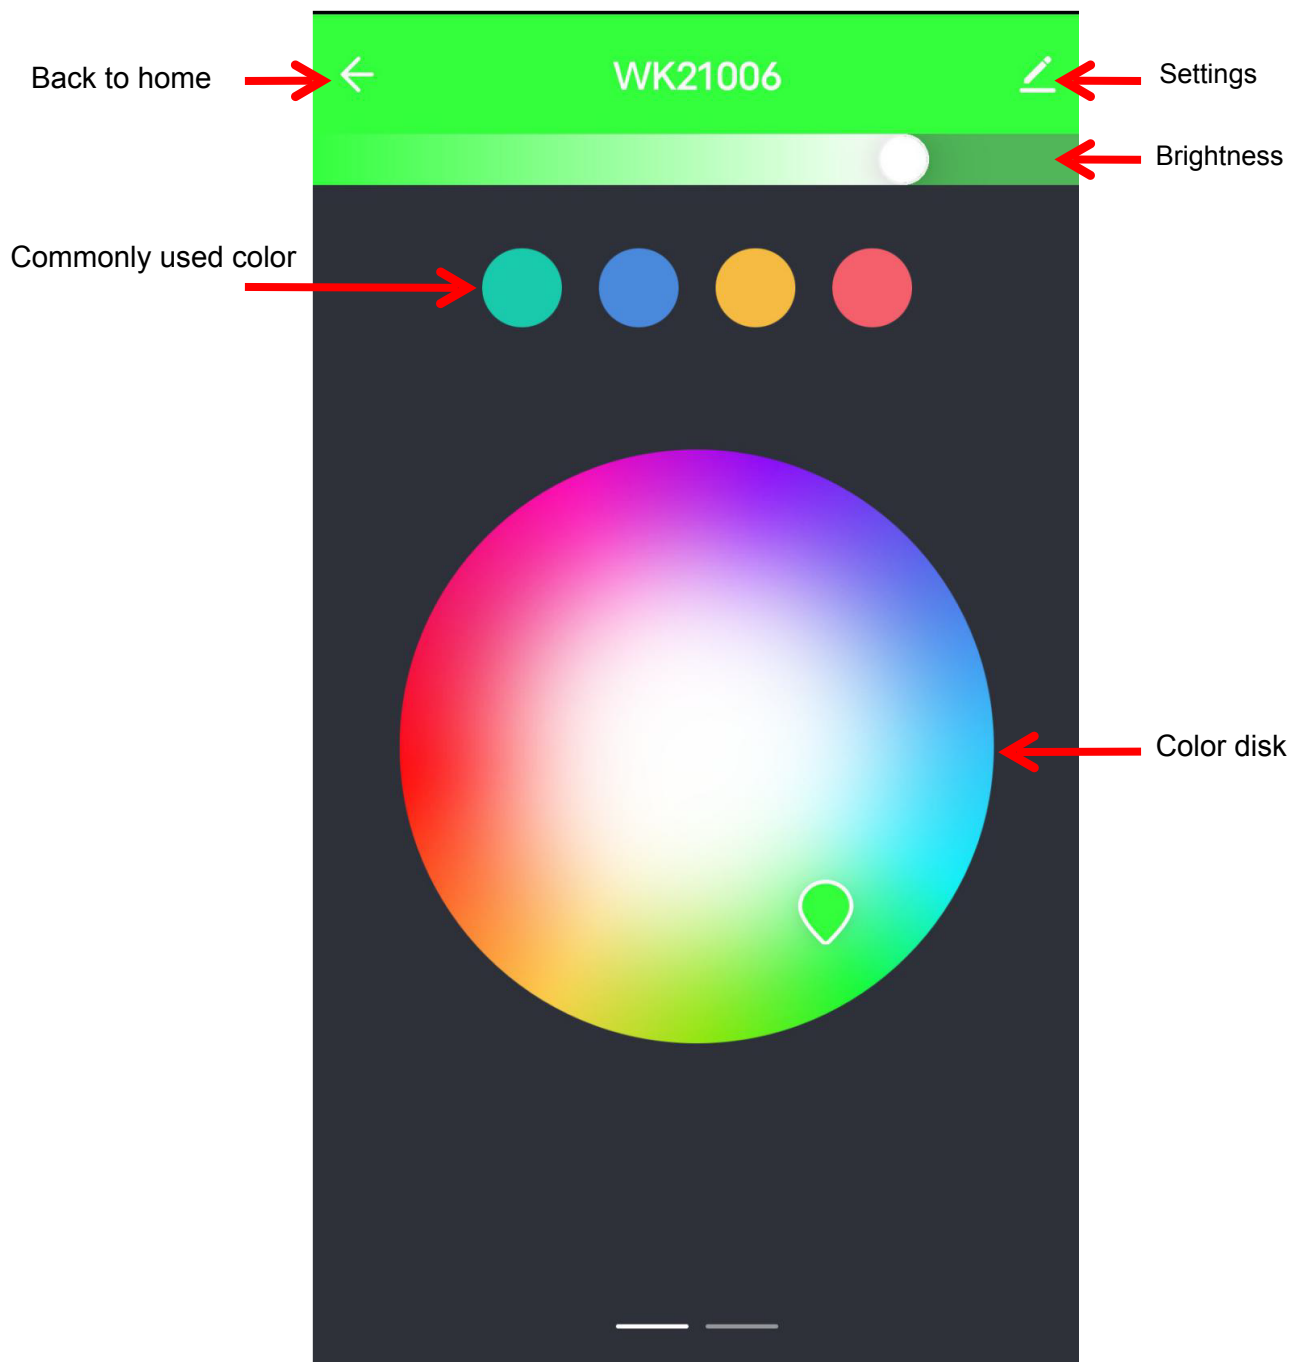 Back to home
WK21006
Settings
Brightness
Commonly used color
Color disk